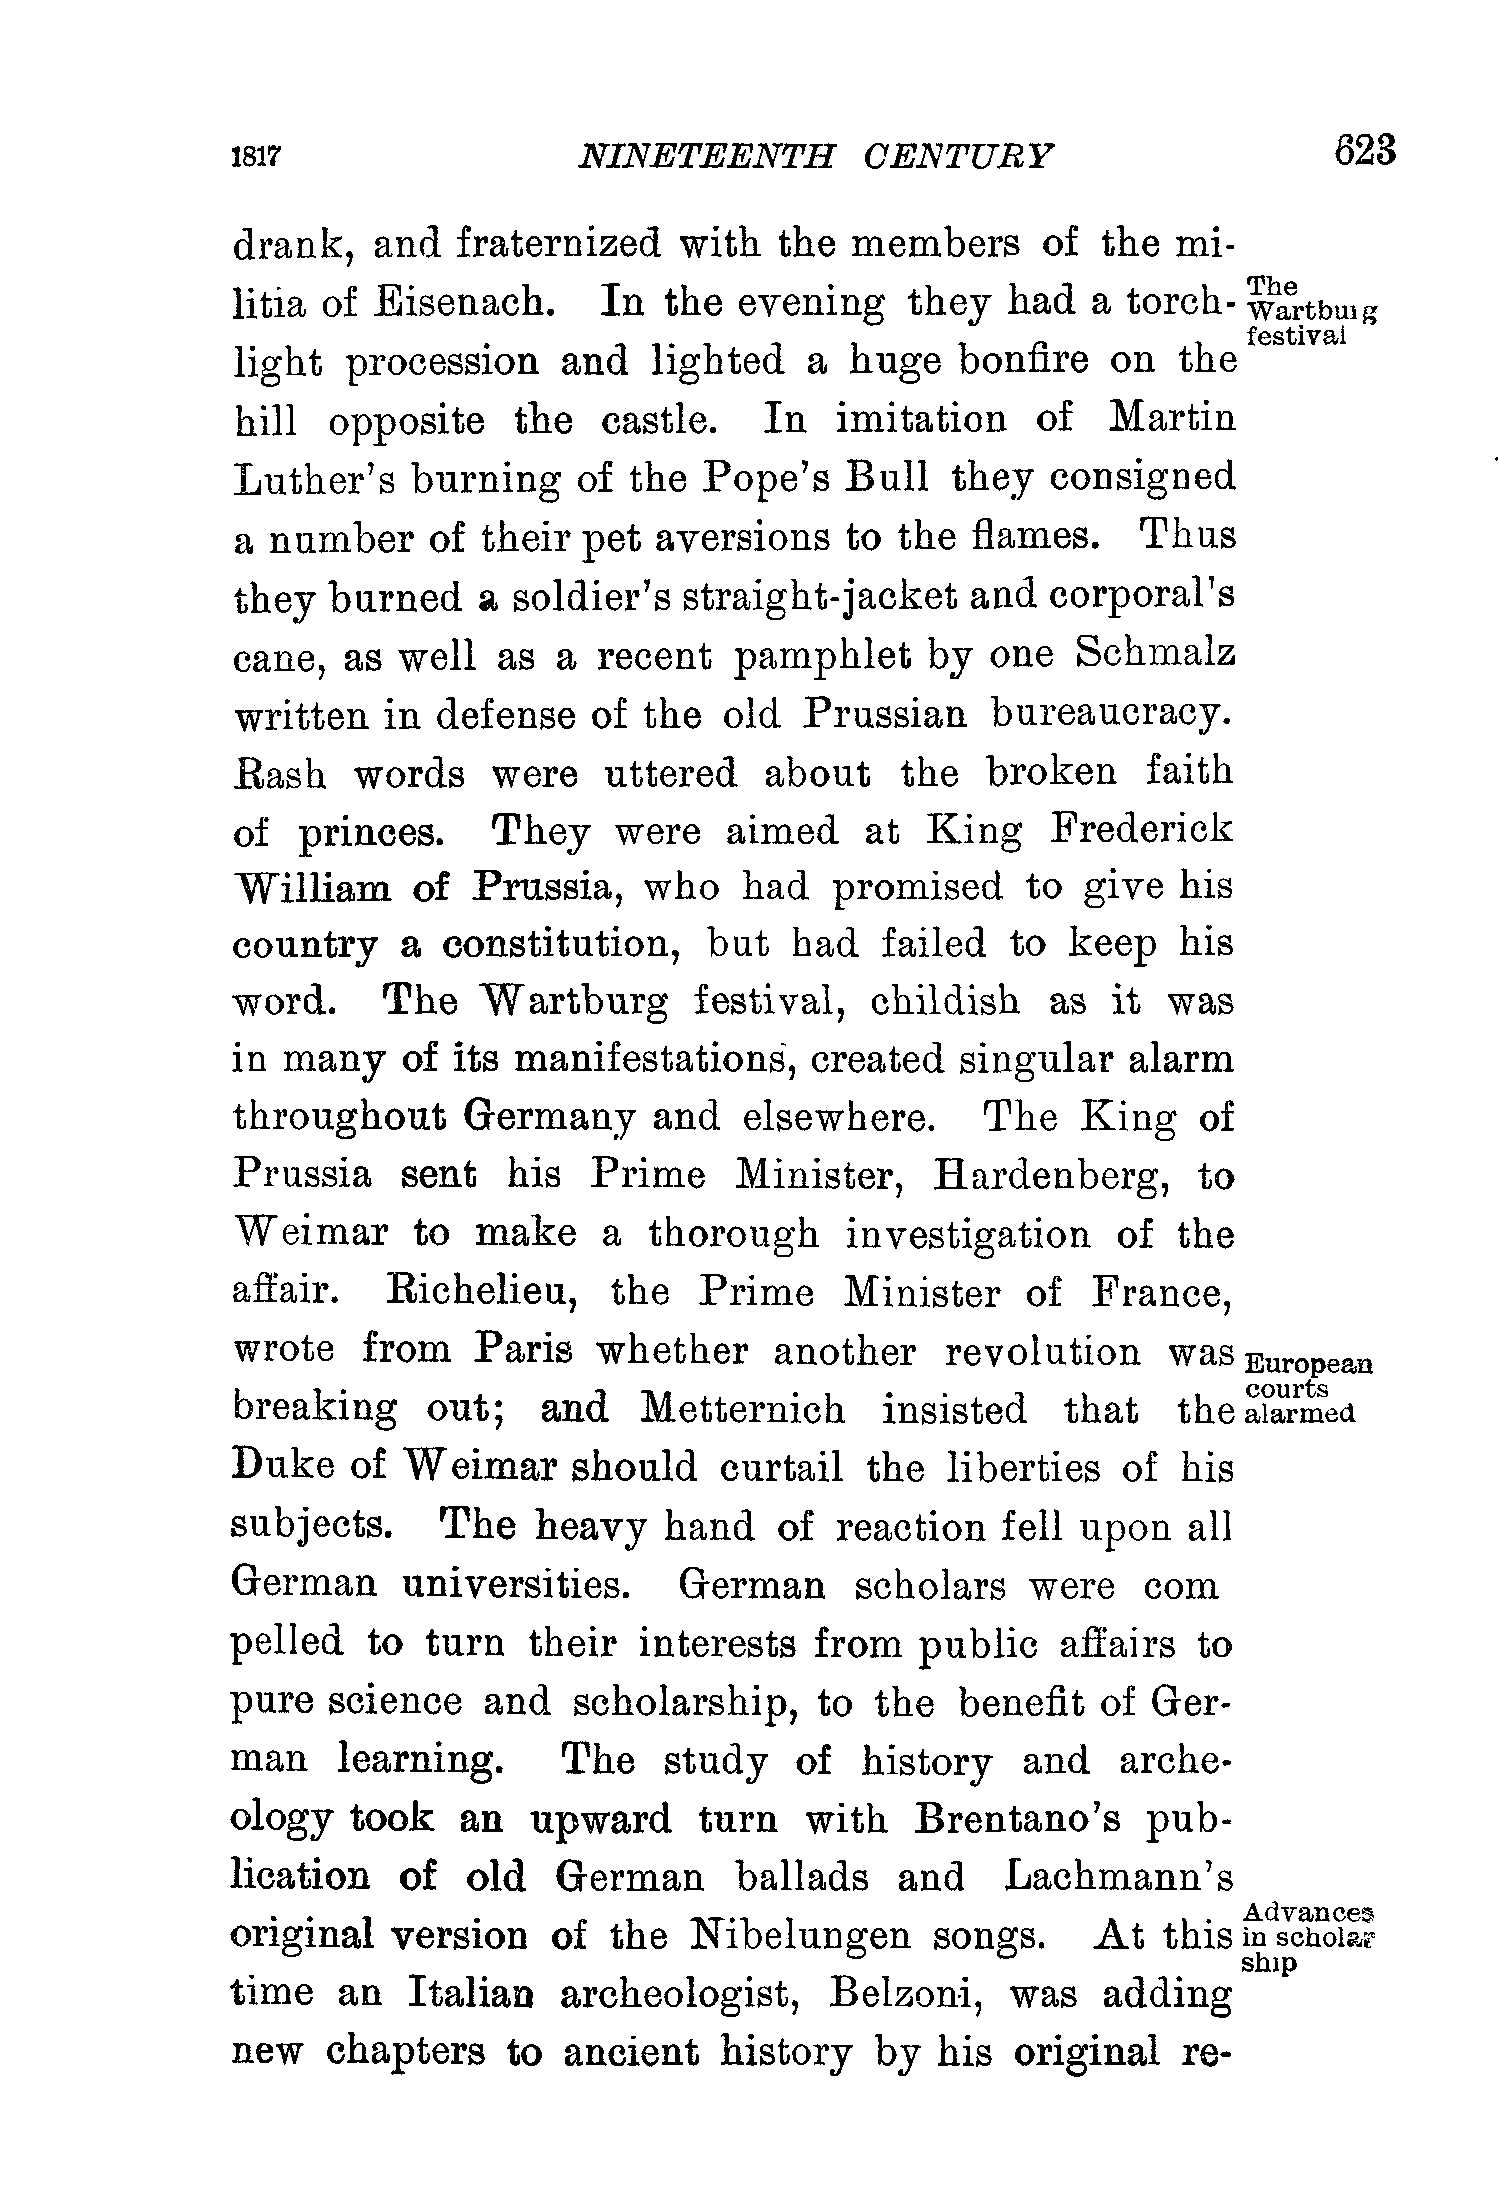 1817 NINETEENTH CENTURY 623
drank, and fraternized with the members of the mi-
litia of Eisenach. In the evening they had a torch-
The
Wartburg
festival
light procession and lighted a huge bonfire on the
hill opposite the castle. In imitation of Martin
Luther's burning of the Pope's Bull they consigned
a number of their pet aversions to the flames. Thus
they burned a soldier's straight-jacket and corporal's
cane, as well as a recent pamphlet by one Schmalz
written in defense of the old Prussian bureaucracy.
Rash words were uttered about the broken faith
of princes. They were aimed at King Frederick
William of Prussia, who had promised to give his
country a constitution, but had failed to keep his
word. The Wartburg festival, childish as it was
in many of its manifestations, created singular alarm
throughout Germany and elsewhere. The King of
Prussia sent his Prime Minister, Hardenberg, to
Weimar to make a thorough investigation of the
affair. Richelieu, the Prime Minister of France,
wrote from Paris whether another revolution was
European
courts
alarmed
breaking out; and Metternich insisted that the
Duke of Weimar should curtail the liberties of his
subjects. The heavy hand of reaction fell upon all
German universities. German scholars were com
pelled to turn their interests from public affairs to
pure science and scholarship, to the benefit of Ger-
man learning. The study of history and arche-
ology took an upward turn with Brentano's pub-
lication of old German ballads and Lachmann's
original version of the Nibelungen songs. At this
Advances
in scholar
ship
time an Italian archeologist, Belzoni, was adding
new chapters to ancient history by his original re-